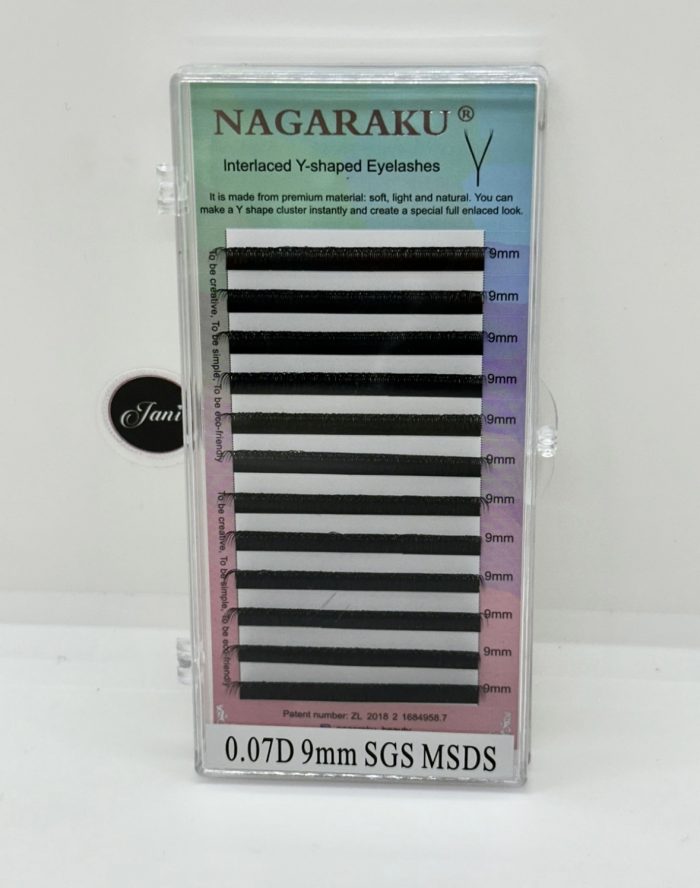 NAGARAKU®
Interlaced Y-shaped Eyelashes
It is made from premium material: soft, light and natural. You can
make a Y shape cluster instantly and create a special full enlaced look.
To be creative, To be simple, To be eco-friendly
To be creative, To be simple, To be eco-friendly
9mm
9mm
9mm
9mm
9mm
9mm
9mm
9mm
9mm
9mm
9mm
9mm
Jani
Patent number: ZL 2018 2 1684958.7
0.07D 9mm SGS MSDS